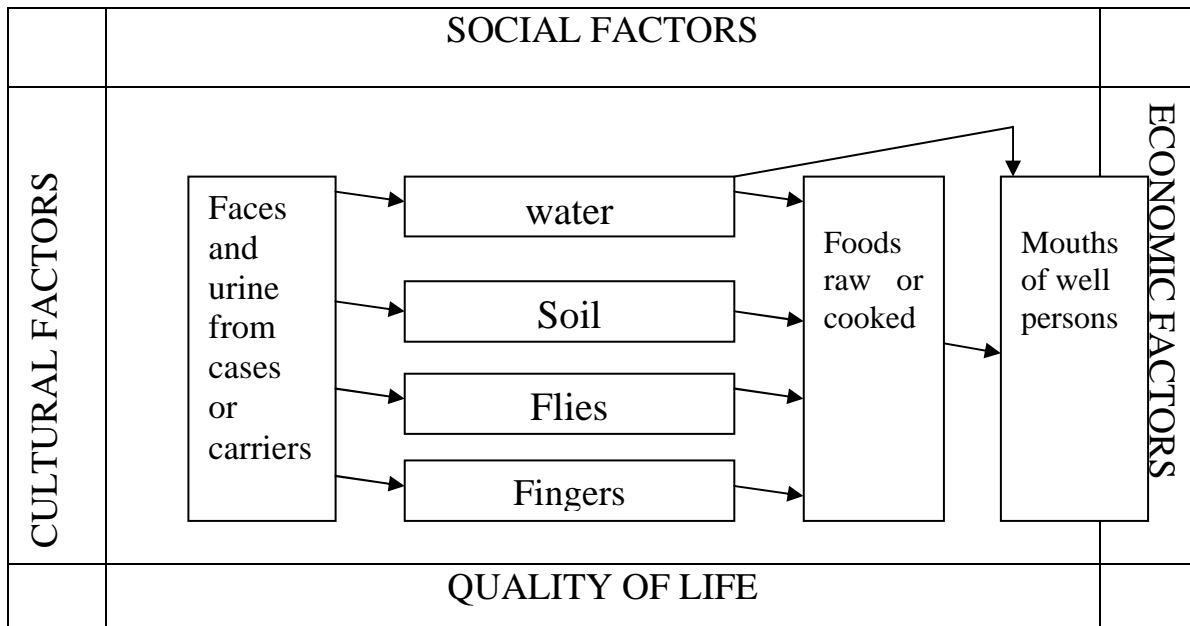 SOCIAL FACTORS
CULTURAL FACTORS
Faces
and
urine
from
cases
or
carriers
water
Soil
Flies
Fingers
Foods
raw or
cooked
Mouths
of well
persons
ECONOMIC FACTORS
QUALITY OF LIFE